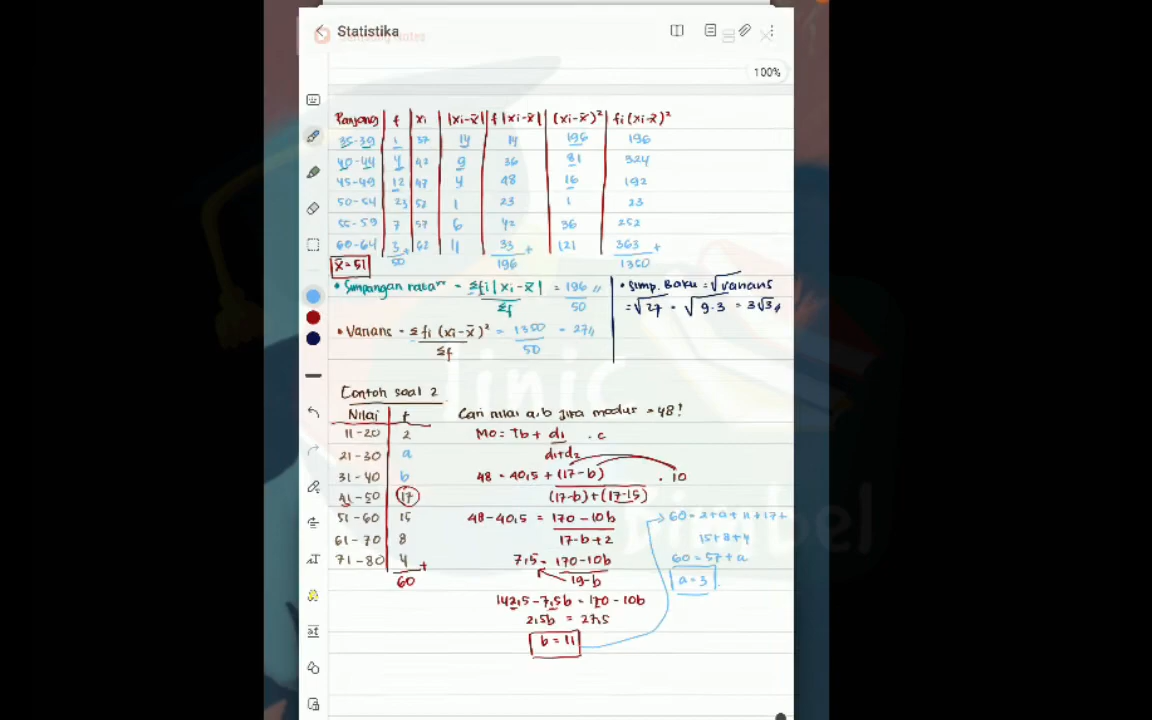 Statistika
100%
Panjang f xi |xi-x̄| f|xi-x̄| (xi-x̄)² fi(xi-x̄)²
35-39 1 37 14 14 196 196
40-44 4 42 9 36 81 324
45-49 12 47 4 48 16 192
50-54 23 52 1 23 1 23
55-59 7 57 6 42 36 252
60-64 3 62 11 33 + 121 363 +
x̄=51 50 196 1350
• Simpangan rata² = Σfi|xi-x̄| / Σf = 196 / 50
• Simp. Baku = √varians
= √27 = √9.3 = 3√3
• Varians = Σfi(xi-x̄)² / Σf = 1350 / 50 = 27
Contoh soal 2
Nilai f
11-20 2
21-30 a
31-40 b
41-50 17
51-60 15
61-70 8
71-80 4 +
60
Cari nilai a,b jika modus = 48!
Mo = Tb + d1 / d1+d2 . c
48 = 40,5 + (17-b) / (17-b)+(17-15) . 10
48-40,5 = 170-10b / 17-b+2
7,5 = 170-10b / 19-b
142,5-7,5b = 170-10b
2,5b = 27,5
b = 11
60=2+a+11+17+
15+8+4
60=57+a
a=3
linic
imbel